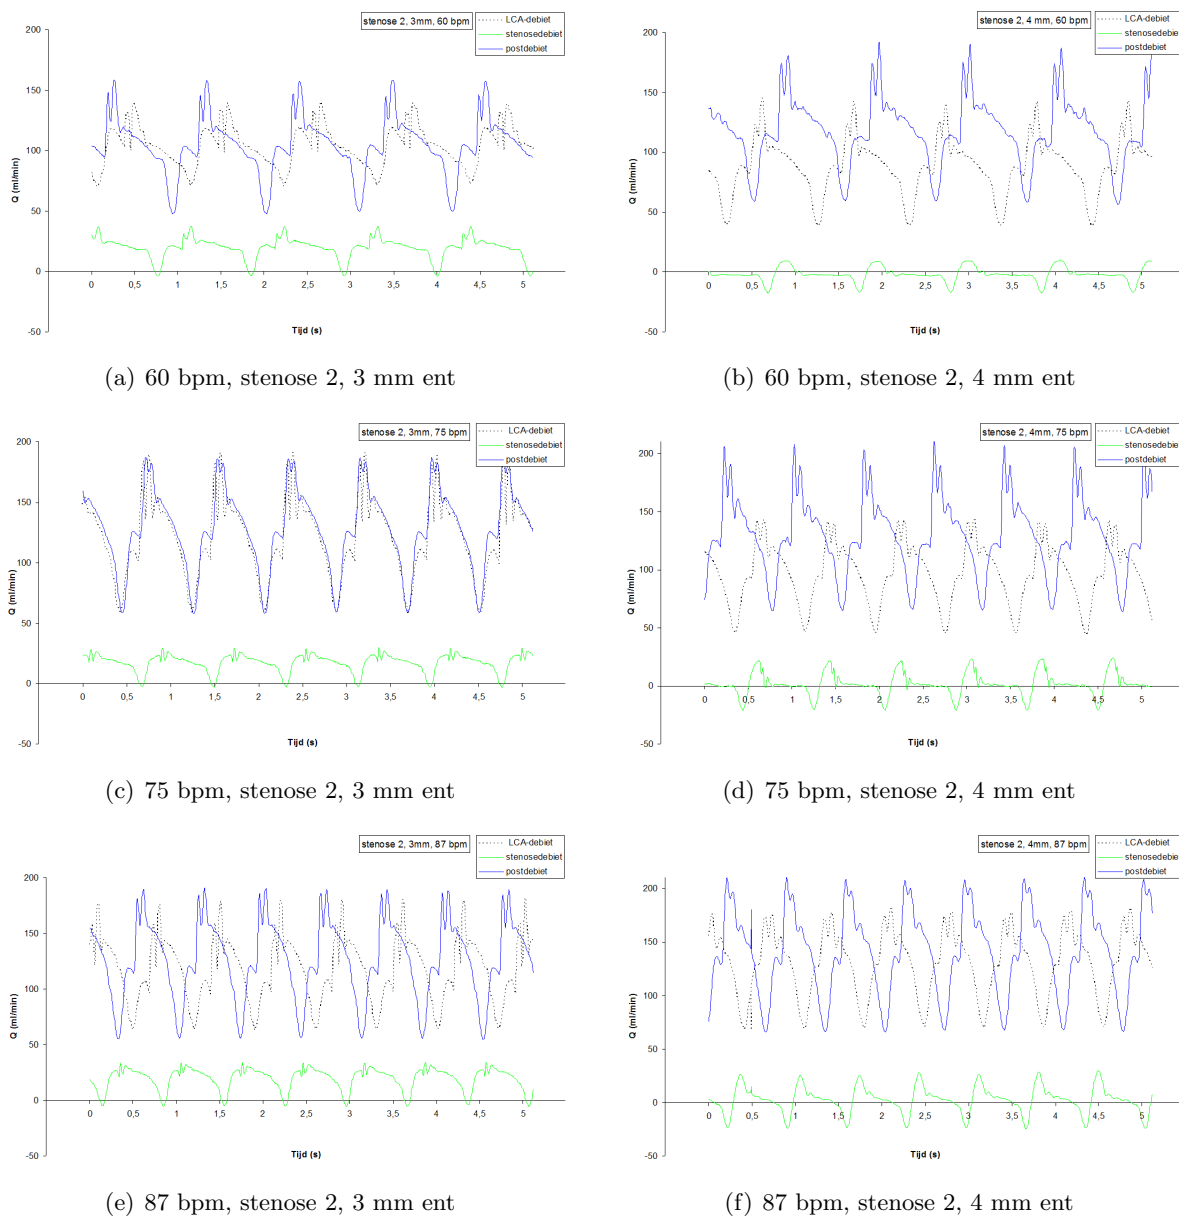 stenose 2, 3mm, 60 bpm
LCA-debiet
stenosedebiet
postdebiet
200
150
100
50
0
-50
Q (ml/min)
0 0,5 1 1,5 2 2,5 3 3,5 4 4,5 5
Tijd (s)
(a) 60 bpm, stenose 2, 3 mm ent
stenose 2, 4 mm, 60 bpm
LCA-debiet
stenosedebiet
postdebiet
200
150
100
50
0
-50
Q (ml/min)
0 0,5 1 1,5 2 2,5 3 3,5 4 4,5 5
Tijd (s)
(b) 60 bpm, stenose 2, 4 mm ent
stenose 2, 3mm, 75 bpm
LCA-debiet
stenosedebiet
postdebiet
200
150
100
50
0
-50
Q (ml/min)
0 0,5 1 1,5 2 2,5 3 3,5 4 4,5 5
Tijd (s)
(c) 75 bpm, stenose 2, 3 mm ent
stenose 2, 4mm, 75 bpm
LCA-debiet
stenosedebiet
postdebiet
200
150
100
50
0
-50
Q (ml/min)
0 0,5 1 1,5 2 2,5 3 3,5 4 4,5 5
Tijd (s)
(d) 75 bpm, stenose 2, 4 mm ent
stenose 2, 3mm, 87 bpm
LCA-debiet
stenosedebiet
postdebiet
200
150
100
50
0
-50
Q (ml/min)
0 0,5 1 1,5 2 2,5 3 3,5 4 4,5 5
Tijd (s)
(e) 87 bpm, stenose 2, 3 mm ent
stenose 2, 4mm, 87 bpm
LCA-debiet
stenosedebiet
postdebiet
200
150
100
50
0
-50
Q (ml/min)
0 0,5 1 1,5 2 2,5 3 3,5 4 4,5 5
Tijd (s)
(f) 87 bpm, stenose 2, 4 mm ent